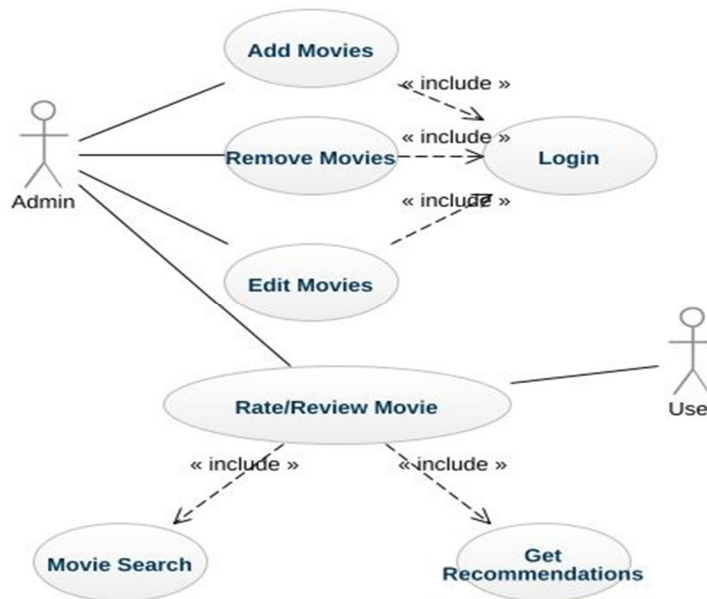 Add Movies
« include »
« include »
Remove Movies
Login
Admin
« include »
Edit Movies
Use
Rate/Review Movie
« include »
« include »
Movie Search
Get
Recommendations